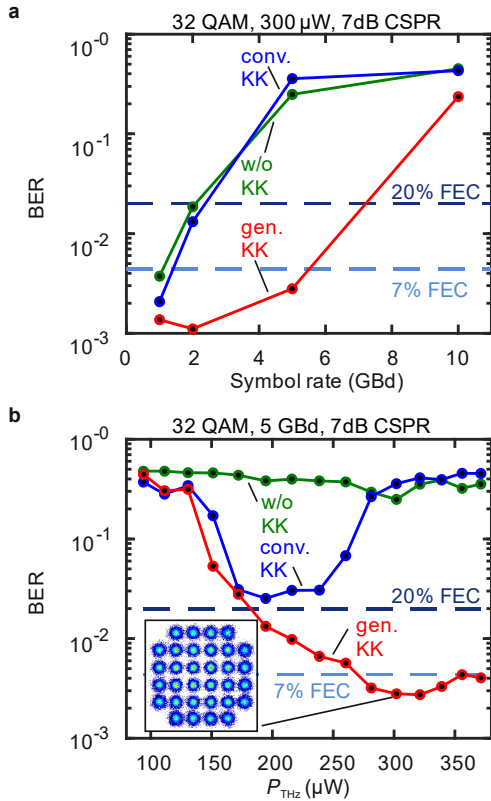 a
32 QAM, 300 µW, 7dB CSPR
10^-0
10^-1
10^-2
10^-3
BER
conv.
KK
w/o
KK
gen.
KK
20% FEC
7% FEC
0
2
4
6
8
10
Symbol rate (GBd)
b
32 QAM, 5 GBd, 7dB CSPR
10^-0
10^-1
10^-2
10^-3
BER
w/o
KK
conv.
KK
20% FEC
gen.
KK
7% FEC
100
150
200
250
300
350
P_THz (µW)